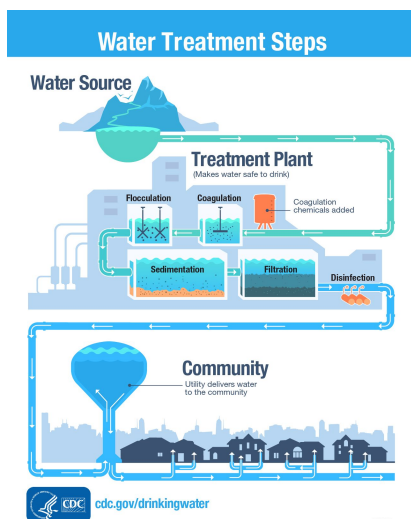 Water Treatment Steps
Water Source
Treatment Plant
(Makes water safe to drink)
Flocculation
Coagulation
Coagulation
chemicals added
Sedimentation
Filtration
Disinfection
Community
Utility delivers water
to the community
CDC
cdc.gov/drinkingwater